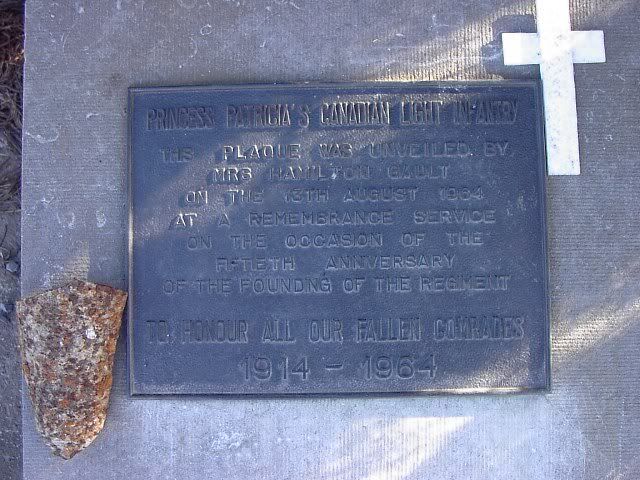 PRINCESS PATRICIA'S CANADIAN LIGHT INFANTRY
THIS PLAQUE WAS UNVEILED BY
MRS HAMILTON GAULT
ON THE 13TH AUGUST 1964
AT A REMEMBRANCE SERVICE
ON THE OCCASION OF THE
FIFTIETH ANNIVERSARY
OF THE FOUNDING OF THE REGIMENT
TO HONOUR ALL OUR FALLEN COMRADES
1914 - 1964